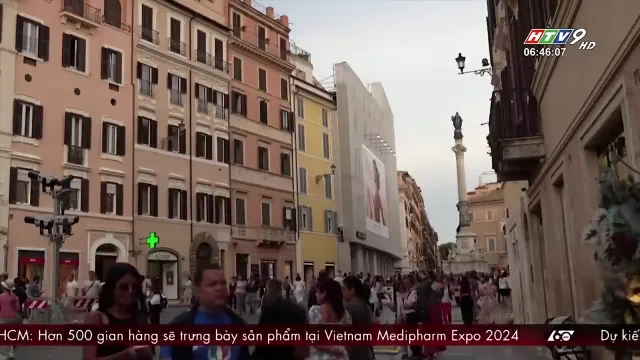 HTV9 HD
06:46:07
HCM: Hơn 500 gian hàng sẽ trưng bày sản phẩm tại Vietnam Medipharm Expo 2024 60 Dự kiế